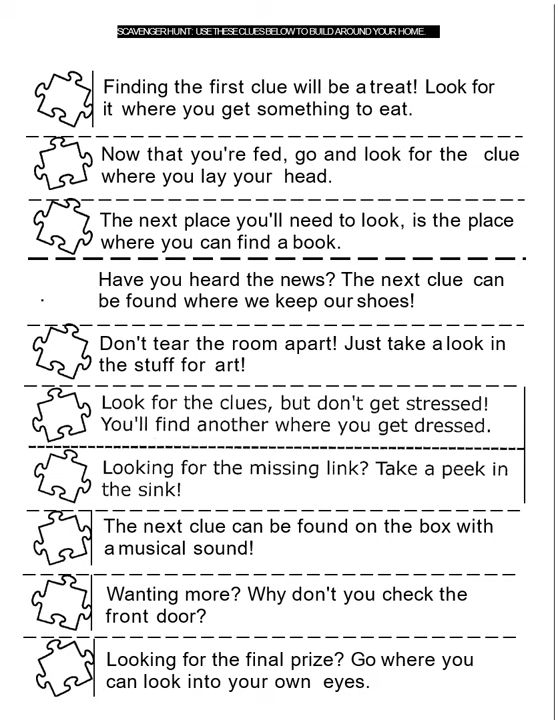 SCAVENGER HUNT: USE THESE CLUES BELOW TO BUILD AROUND YOUR HOME.
Finding the first clue will be a treat! Look for
it where you get something to eat.
Now that you're fed, go and look for the clue
where you lay your head.
The next place you'll need to look, is the place
where you can find a book.
Have you heard the news? The next clue can
be found where we keep our shoes!
Don't tear the room apart! Just take a look in
the stuff for art!
Look for the clues, but don't get stressed!
You'll find another where you get dressed.
Looking for the missing link? Take a peek in
the sink!
The next clue can be found on the box with
a musical sound!
Wanting more? Why don't you check the
front door?
Looking for the final prize? Go where you
can look into your own eyes.